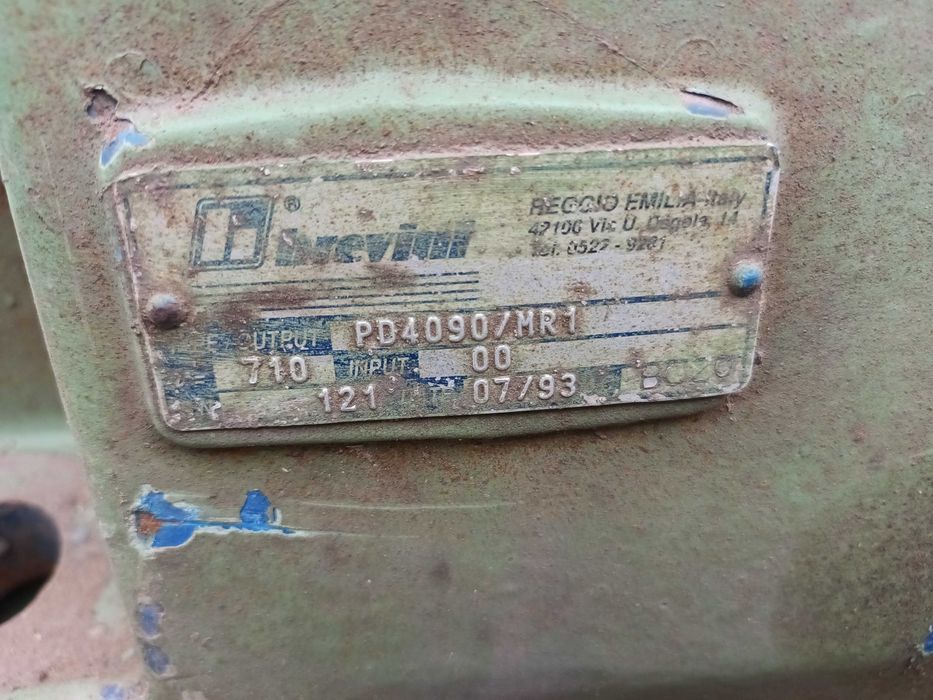 ® brevini
REGGIO EMILIA-Italy
42100 Via U. Degola, 14
Tel. 0522 - 9281
PD4090/MR1
OUTPUT 710 INPUT 00
121 07/93